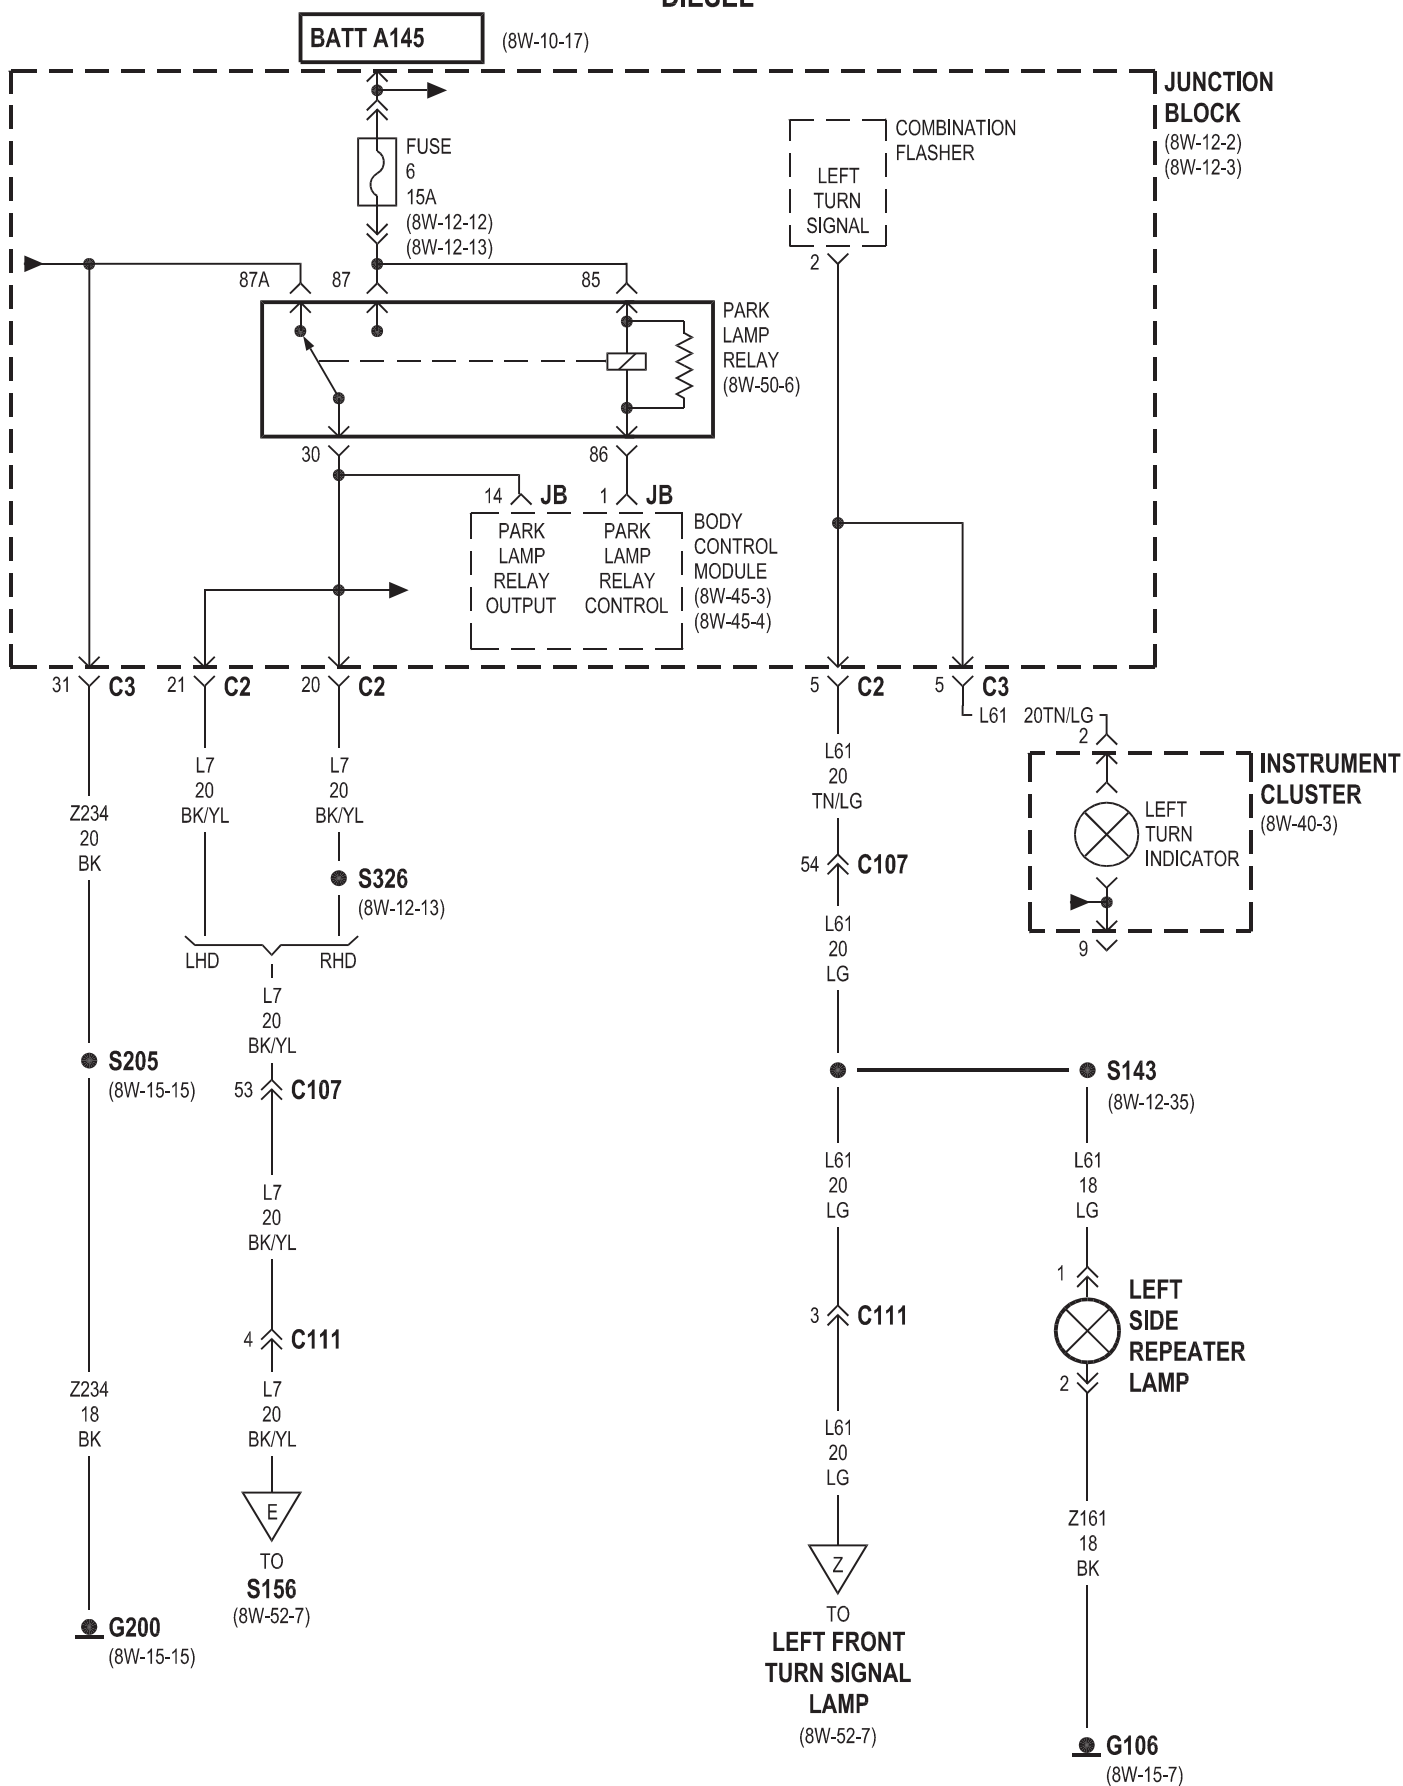 DIESEL
BATT A145
(8W-10-17)
JUNCTION
BLOCK
(8W-12-2)
(8W-12-3)
FUSE
6
15A
(8W-12-12)
(8W-12-13)
COMBINATION
FLASHER
LEFT
TURN
SIGNAL
2
87A
87
85
PARK
LAMP
RELAY
(8W-50-6)
30
86
14
JB
1
JB
PARK
LAMP
RELAY
OUTPUT
PARK
LAMP
RELAY
CONTROL
BODY
CONTROL
MODULE
(8W-45-3)
(8W-45-4)
31
C3
21
C2
20
C2
5
C2
5
C3
L61
20TN/LG
2
INSTRUMENT
CLUSTER
(8W-40-3)
LEFT
TURN
INDICATOR
9
Z234
20
BK
L7
20
BK/YL
L7
20
BK/YL
L61
20
TN/LG
S326
(8W-12-13)
LHD
RHD
54
C107
L61
20
LG
L7
20
BK/YL
S205
(8W-15-15)
53
C107
S143
(8W-12-35)
L7
20
BK/YL
L61
20
LG
L61
18
LG
4
C111
3
C111
1
LEFT
SIDE
REPEATER
LAMP
2
Z234
18
BK
L7
20
BK/YL
L61
20
LG
E
TO
S156
(8W-52-7)
Z161
18
BK
Z
TO
LEFT FRONT
TURN SIGNAL
LAMP
(8W-52-7)
G200
(8W-15-15)
G106
(8W-15-7)